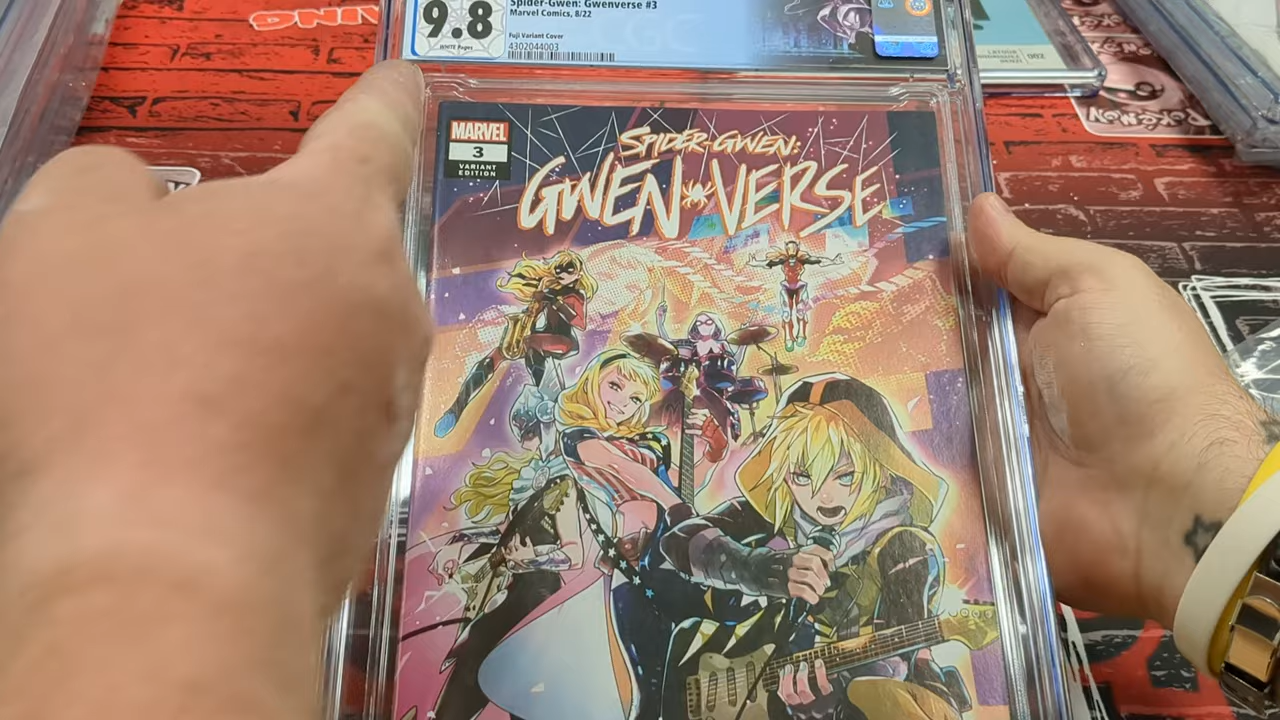 9.8
WHITE Pages
Spider-Gwen: Gwenverse #3
Marvel Comics, 8/22
Fuji Variant Cover
4302044003
MARVEL
3
VARIANT
EDITION
SPIDER-GWEN:
GWEN VERSE
POKéMON